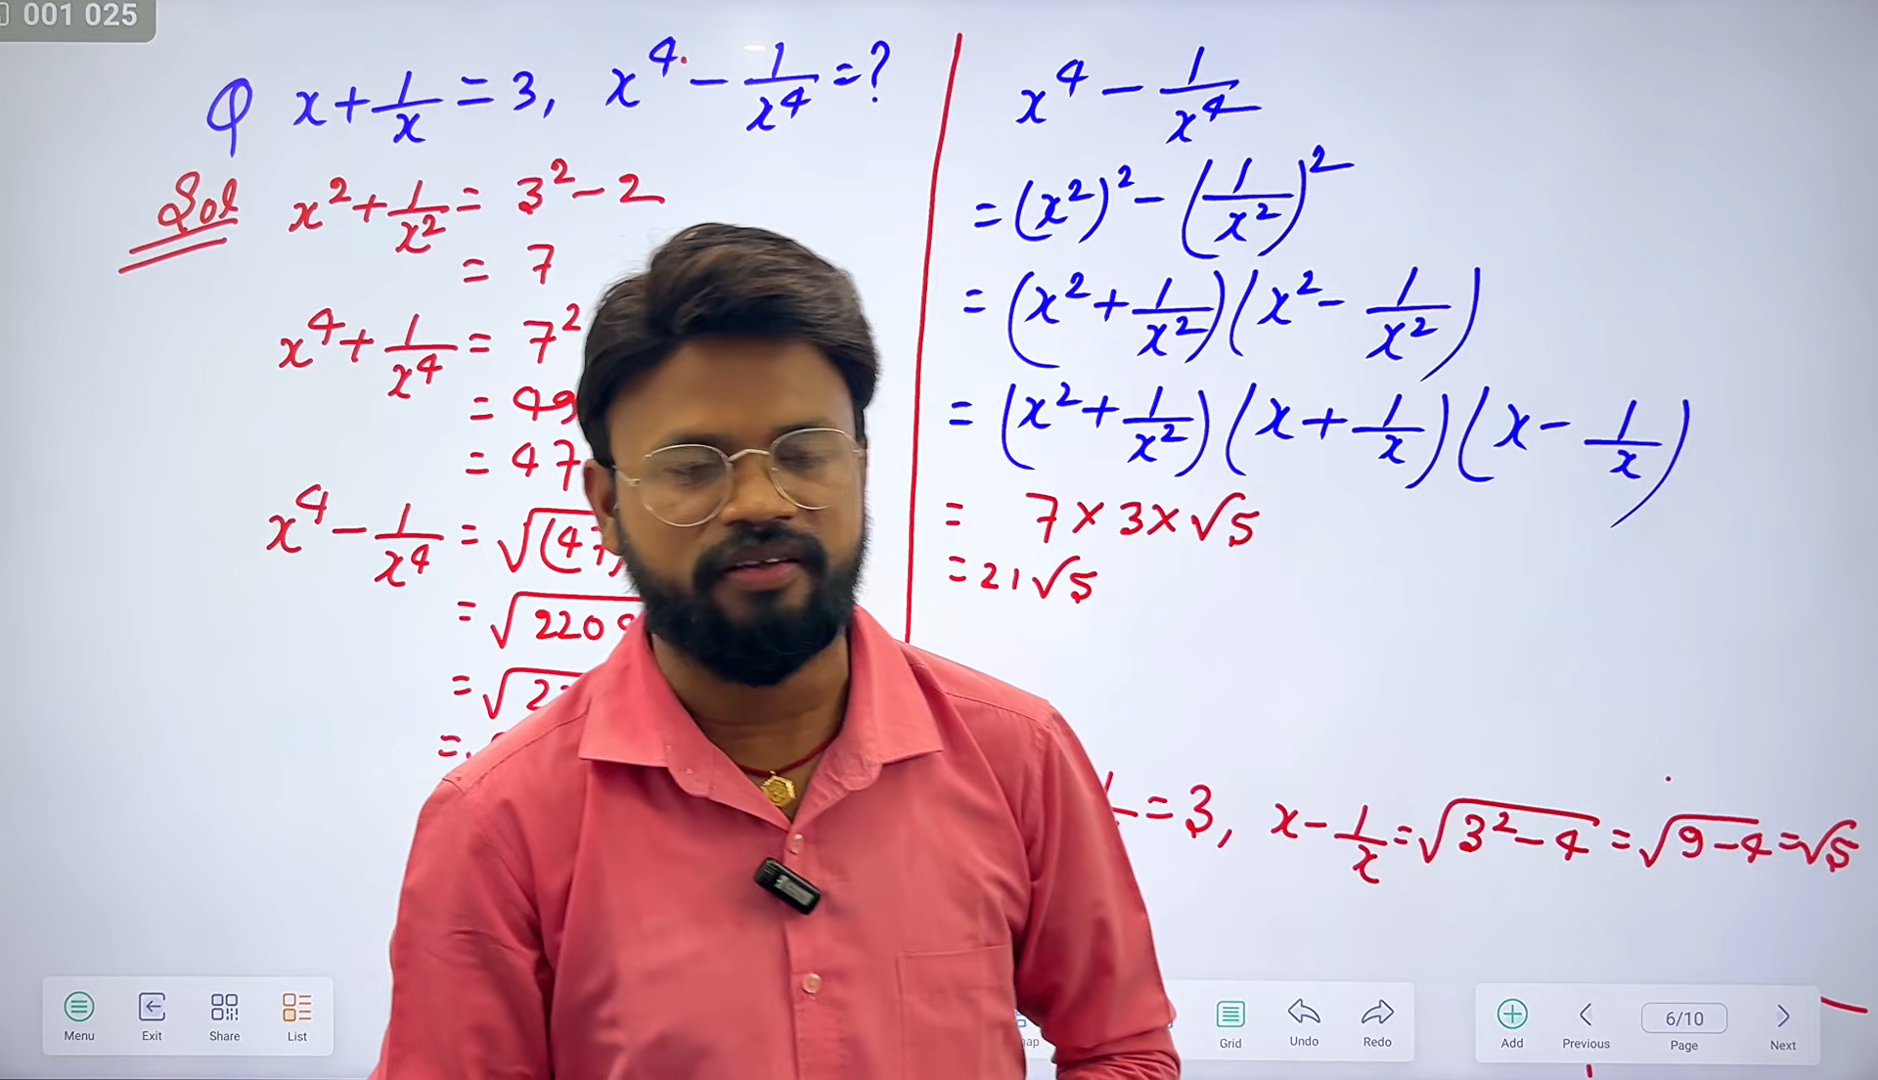 001 025
Q x + 1/x = 3, x⁴ - 1/x⁴ = ?
Sol x² + 1/x² = 3² - 2
= 7
x⁴ + 1/x⁴ = 7²
= 49
= 47
x⁴ - 1/x⁴ = √(47
= √2209
= √2
=
x⁴ - 1/x⁴
= (x²)² - (1/x²)²
= (x² + 1/x²)(x² - 1/x²)
= (x² + 1/x²)(x + 1/x)(x - 1/x)
= 7 × 3 × √5
= 21√5
= 3, x - 1/x = √(3² - 4) = √(9 - 4) = √5
Menu Exit Share List
Grid Undo Redo
Add Previous 6/10 Page Next